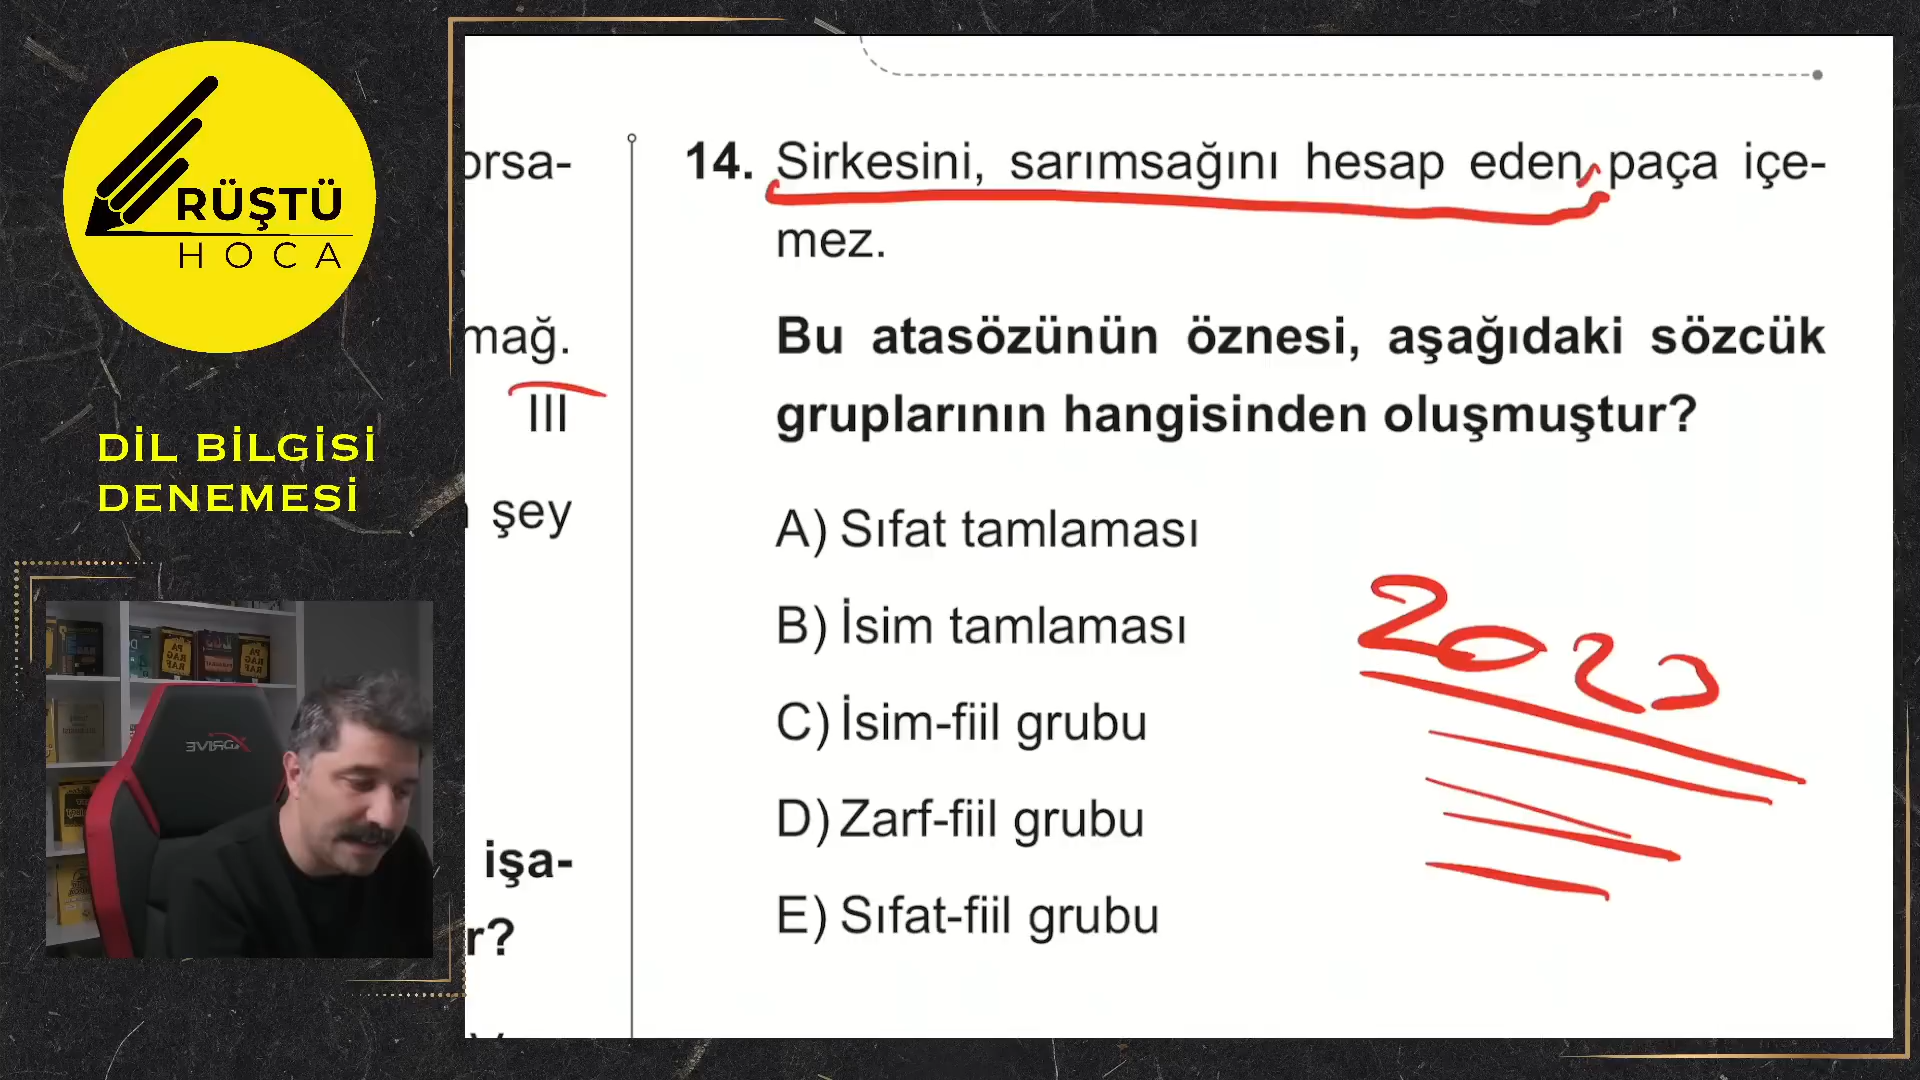 RÜŞTÜ
HOCA
DİL BİLGİSİ
DENEMESİ
orsa-
mağ.
III
şey
işa-
r?
14. Sirkesini, sarımsağını hesap eden, paça içe-
mez.
Bu atasözünün öznesi, aşağıdaki sözcük
gruplarının hangisinden oluşmuştur?
A) Sıfat tamlaması
B) İsim tamlaması
C) İsim-fiil grubu
D) Zarf-fiil grubu
E) Sıfat-fiil grubu